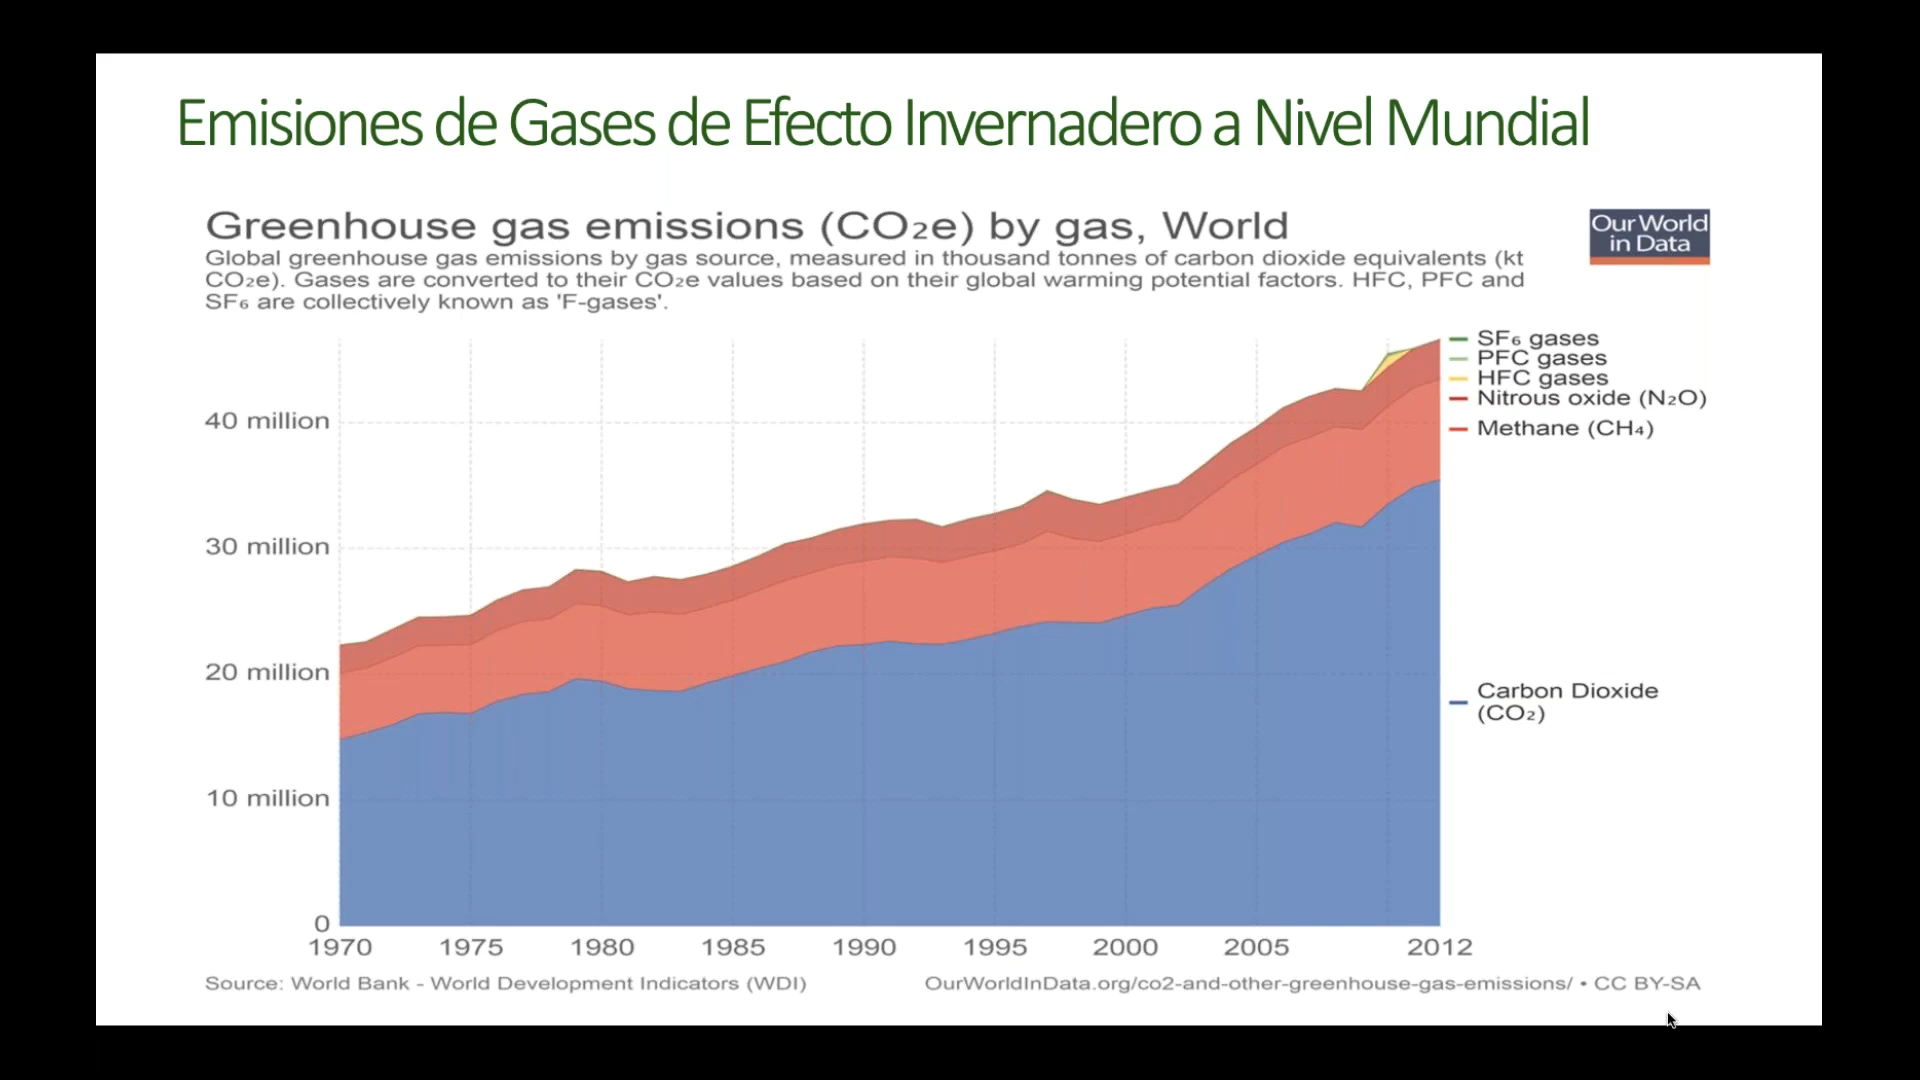 Emisiones de Gases de Efecto Invernadero a Nivel Mundial
Greenhouse gas emissions (CO₂e) by gas, World
Our World
in Data
Global greenhouse gas emissions by gas source, measured in thousand tonnes of carbon dioxide equivalents (kt
CO₂e). Gases are converted to their CO₂e values based on their global warming potential factors. HFC, PFC and
SF₆ are collectively known as 'F-gases'.
SF₆ gases
PFC gases
HFC gases
Nitrous oxide (N₂O)
Methane (CH₄)
Carbon Dioxide
(CO₂)
40 million
30 million
20 million
10 million
0
1970 1975 1980 1985 1990 1995 2000 2005 2012
Source: World Bank - World Development Indicators (WDI)
OurWorldInData.org/co2-and-other-greenhouse-gas-emissions/ • CC BY-SA